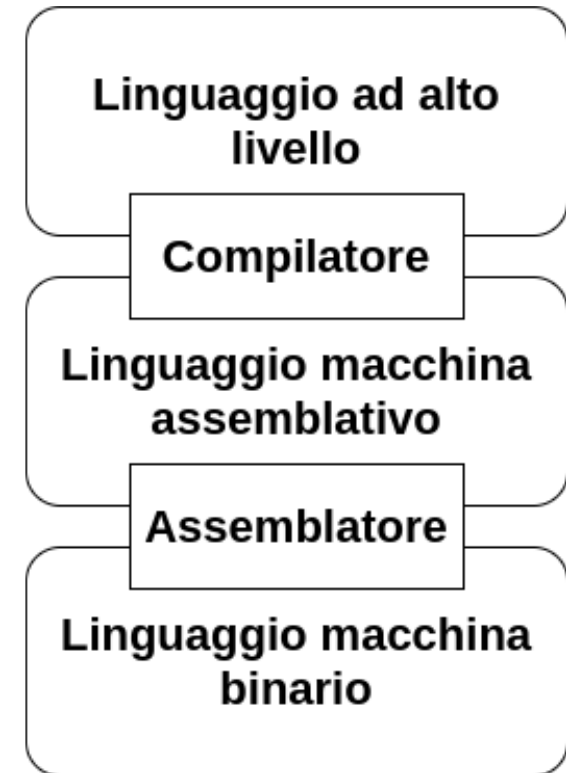 Linguaggio ad alto
livello
Compilatore
Linguaggio macchina
assemblativo
Assemblatore
Linguaggio macchina
binario